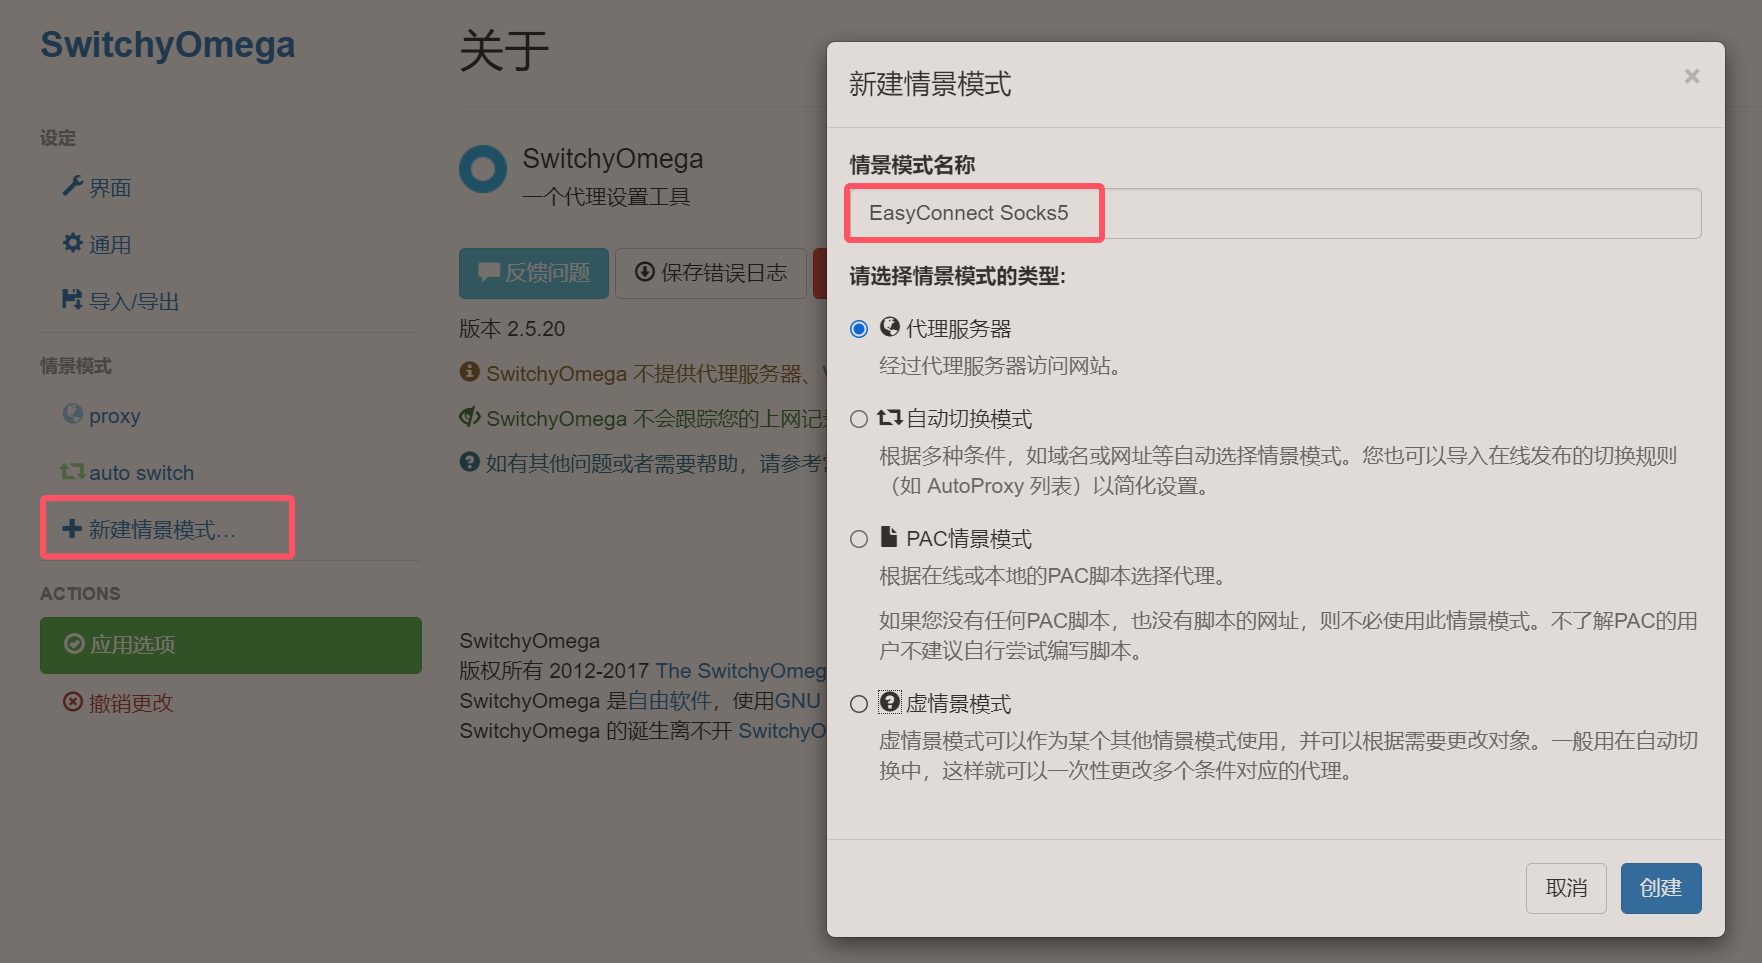 SwitchyOmega
设定
界面
通用
导入/导出
情景模式
proxy
auto switch
新建情景模式…
ACTIONS
应用选项
撤销更改
关于
SwitchyOmega
一个代理设置工具
反馈问题
保存错误日志
版本 2.5.20
SwitchyOmega 不提供代理服务器、
SwitchyOmega 不会跟踪您的上网记
如有其他问题或者需要帮助，请参考
SwitchyOmega
版权所有 2012-2017 The SwitchyOmeg
SwitchyOmega 是自由软件，使用GNU
SwitchyOmega 的诞生离不开 SwitchyO
新建情景模式
×
情景模式名称
EasyConnect Socks5
请选择情景模式的类型:
代理服务器
经过代理服务器访问网站。
自动切换模式
根据多种条件，如域名或网址等自动选择情景模式。您也可以导入在线发布的切换规则
（如 AutoProxy 列表）以简化设置。
PAC情景模式
根据在线或本地的PAC脚本选择代理。
如果您没有任何PAC脚本，也没有脚本的网址，则不必使用此情景模式。不了解PAC的用
户不建议自行尝试编写脚本。
虚情景模式
虚情景模式可以作为某个其他情景模式使用，并可以根据需要更改对象。一般用在自动切
换中，这样就可以一次性更改多个条件对应的代理。
取消
创建